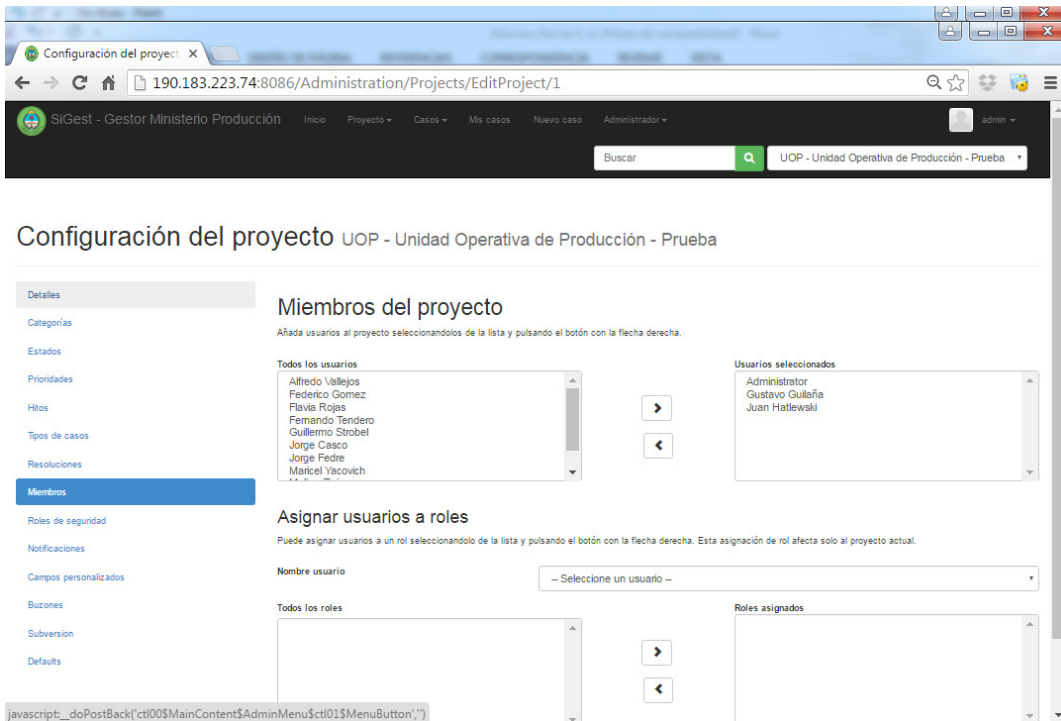 Configuración del proyect
190.183.223.74:8086/Administration/Projects/EditProject/1
SiGest - Gestor Ministerio Producción Inicio Proyecto Casos Mis casos Nuevo caso Administrador admin
Buscar UOP - Unidad Operativa de Producción - Prueba
Configuración del proyecto UOP - Unidad Operativa de Producción - Prueba
Detalles
Categorías
Estados
Prioridades
Hitos
Tipos de casos
Resoluciones
Miembros
Roles de seguridad
Notificaciones
Campos personalizados
Buzones
Subversion
Defaults
Miembros del proyecto
Añada usuarios al proyecto seleccionandolos de la lista y pulsando el botón con la flecha derecha.
Todos los usuarios
Alfredo Vallejos
Federico Gomez
Flavia Rojas
Fernando Tendero
Guillermo Strobel
Jorge Casco
Jorge Fedre
Maricel Yacovich
Usuarios seleccionados
Administrator
Gustavo Guilaña
Juan Hatlewski
Asignar usuarios a roles
Puede asignar usuarios a un rol seleccionandolo de la lista y pulsando el botón con la flecha derecha. Esta asignación de rol afecta solo al proyecto actual.
Nombre usuario
-- Seleccione un usuario --
Todos los roles
Roles asignados
javascript:__doPostBack('ctl00$MainContent$AdminMenu$ctl01$MenuButton','')